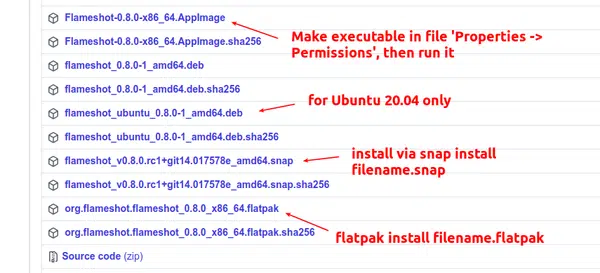 Flameshot-0.8.0-x86_64.AppImage
Make executable in file 'Properties ->
Permissions', then run it
Flameshot-0.8.0-x86_64.AppImage.sha256
flameshot_0.8.0-1_amd64.deb
flameshot_0.8.0-1_amd64.deb.sha256
flameshot_ubuntu_0.8.0-1_amd64.deb
for Ubuntu 20.04 only
flameshot_ubuntu_0.8.0-1_amd64.deb.sha256
flameshot_v0.8.0.rc1+git14.017578e_amd64.snap
install via snap install
filename.snap
flameshot_v0.8.0.rc1+git14.017578e_amd64.snap.sha256
org.flameshot.flameshot_0.8.0_x86_64.flatpak
org.flameshot.flameshot_0.8.0_x86_64.flatpak.sha256
flatpak install filename.flatpak
Source code (zip)